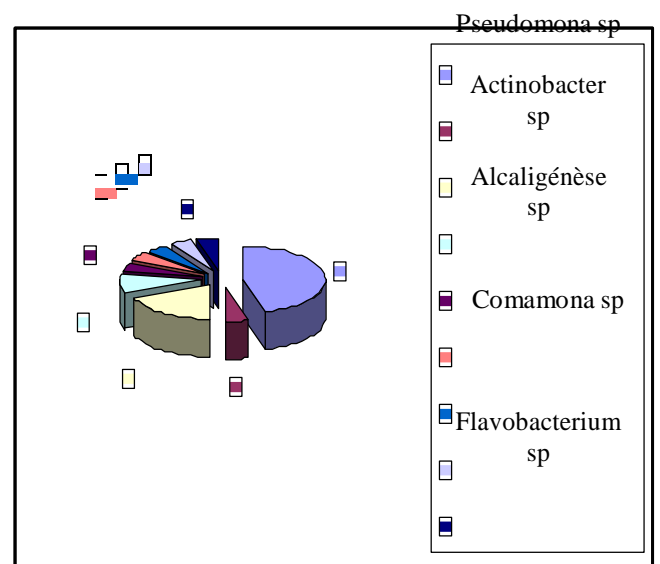 Pseudomona sp
Actinobacter
sp
Alcaligénèse
sp
Comamona sp
Flavobacterium
sp